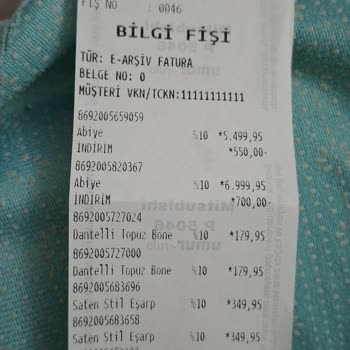 FİŞ NO : 0046
BİLGİ FİŞİ
TÜR: E-ARŞİV FATURA
BELGE NO: 0
MÜŞTERİ VKN/TCKN:11111111111
8692005659059
Abiye %10 *5.499,95
İNDİRİM *550,00-
8692005820367
Abiye %10 *6.999,95
İNDİRİM *700,00-
8692005727024
Dantelli Topuz Bone %10 *179,95
8692005727000
Dantelli Topuz Bone %10 *179,95
8692005683696
Saten Stil Eşarp %10 *349,95
8692005683658
Saten Stil Eşarp %10 *349,95
Mitsubishi
P 5046
umur